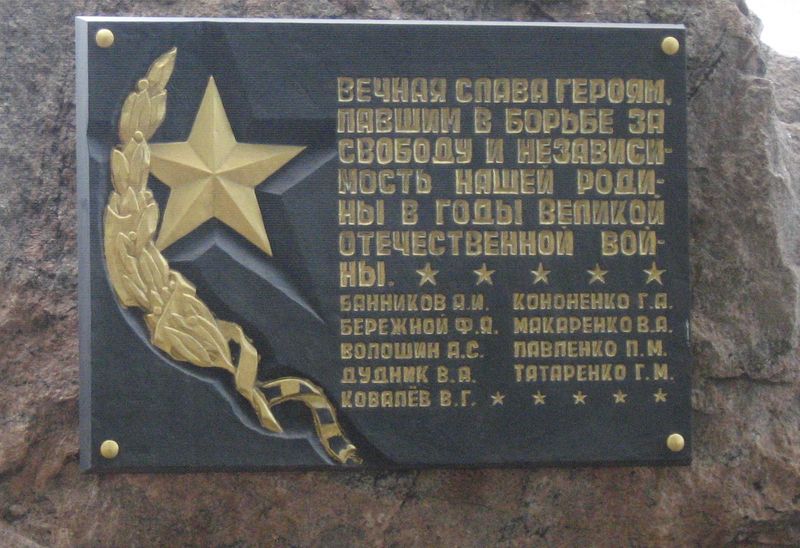 ВЕЧНАЯ СЛАВА ГЕРОЯМ,
ПАВШИМ В БОРЬБЕ ЗА
СВОБОДУ И НЕЗАВИСИ-
МОСТЬ НАШЕЙ РОДИ-
НЫ В ГОДЫ ВЕЛИКОЙ
ОТЕЧЕСТВЕННОЙ ВОЙ-
НЫ.
БАННИКОВ А.И. КОНОНЕНКО Г.А.
БЕРЕЖНОЙ Ф.Я. МАКАРЕНКО В.А.
ВОЛОШИН А.С. ПАВЛЕНКО П.М.
ДУДНИК В.А. ТАТАРЕНКО Г.М.
КОВАЛЁВ В.Г.